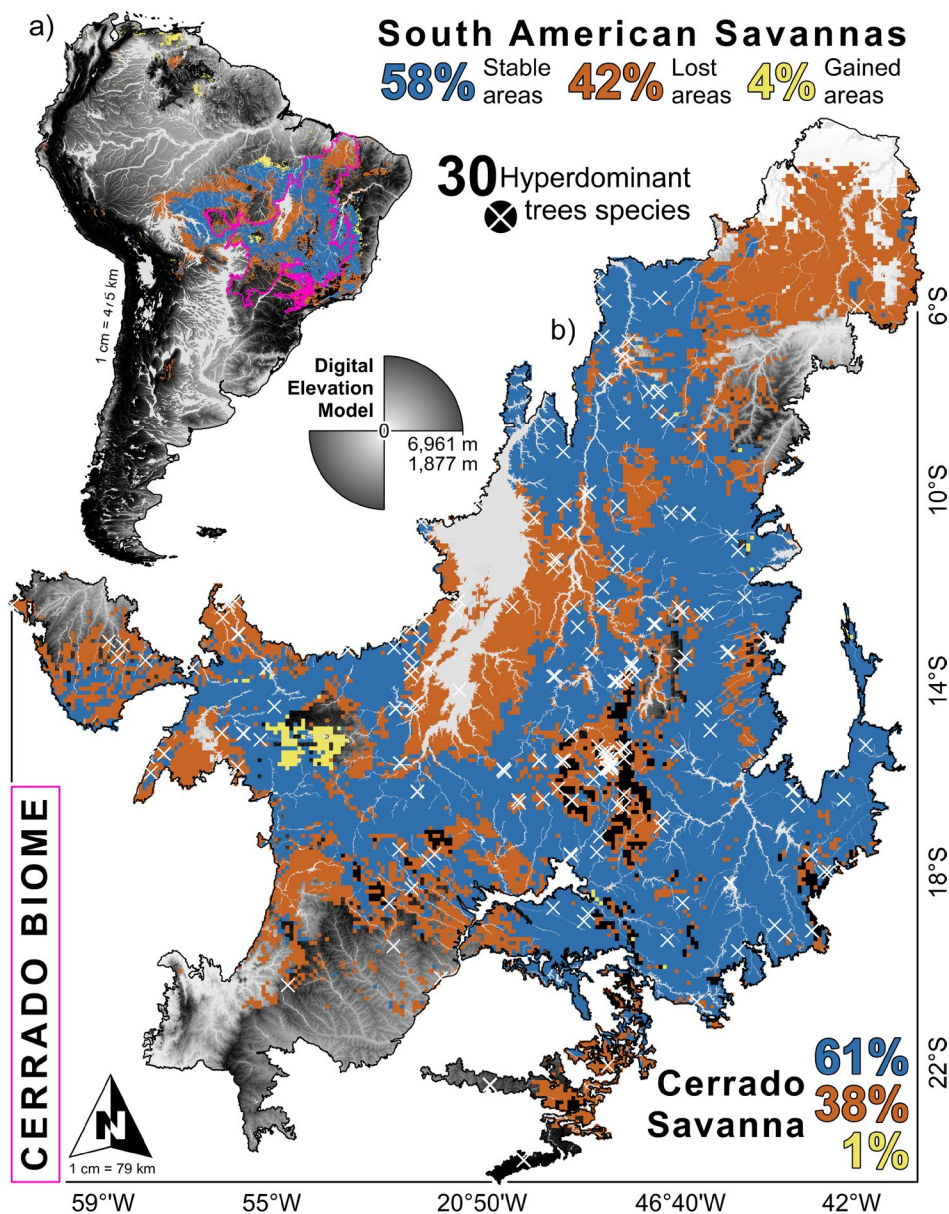 a)
South American Savannas
58% Stable areas 42% Lost areas 4% Gained areas
30 Hyperdominant
trees species
1 cm = 475 km
b)
Digital
Elevation
Model
0
6,961 m
1,877 m
6°S
10°S
14°S
18°S
22°S
CERRADO BIOME
N
1 cm = 79 km
Cerrado
Savanna
61%
38%
1%
59°W 55°W 20°50°W 46°40°W 42°W